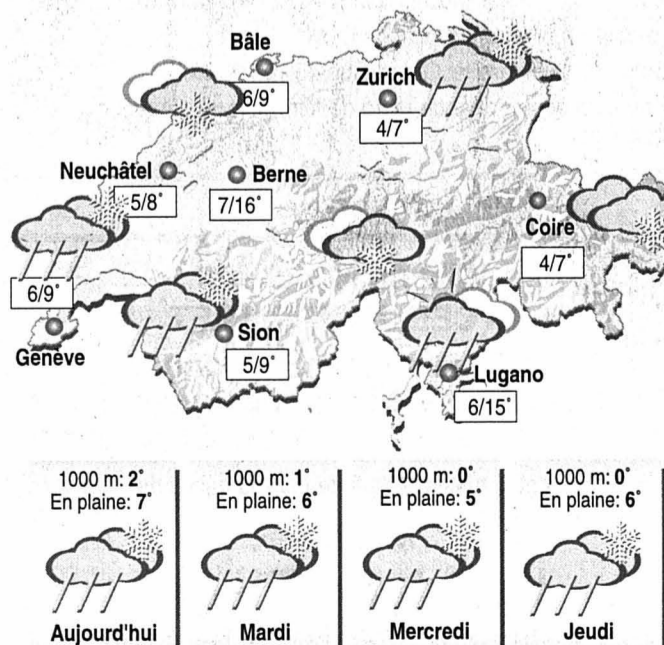 Bâle
6/9°
Zurich
4/7°
Neuchâtel
5/8°
Berne
7/16°
Coire
4/7°
6/9°
Genève
Sion
5/9°
Lugano
6/15°
1000 m: 2°
En plaine: 7°
Aujourd'hui
1000 m: 1°
En plaine: 6°
Mardi
1000 m: 0°
En plaine: 5°
Mercredi
1000 m: 0°
En plaine: 6°
Jeudi